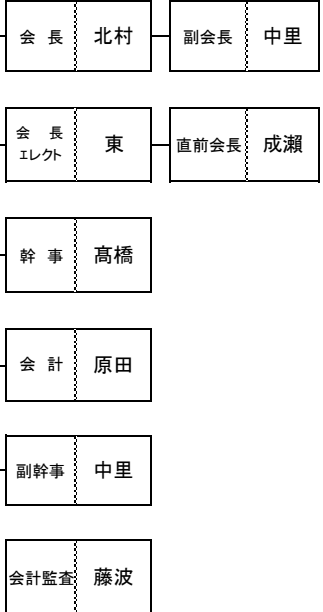 会 長 北村 副会長 中里
会 長
エレクト 東 直前会長 成瀬
幹 事 髙橋
会 計 原田
副幹事 中里
会計監査 藤波